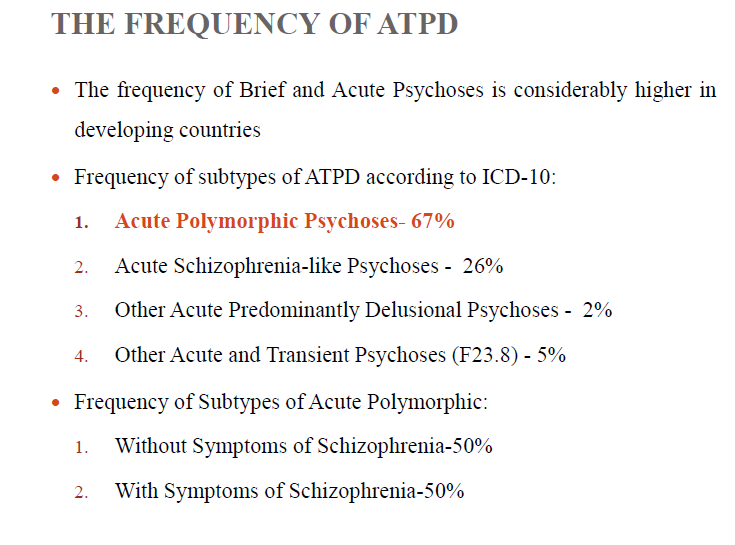 THE FREQUENCY OF ATPD
• The frequency of Brief and Acute Psychoses is considerably higher in
developing countries
• Frequency of subtypes of ATPD according to ICD-10:
1. Acute Polymorphic Psychoses- 67%
2. Acute Schizophrenia-like Psychoses - 26%
3. Other Acute Predominantly Delusional Psychoses - 2%
4. Other Acute and Transient Psychoses (F23.8) - 5%
• Frequency of Subtypes of Acute Polymorphic:
1. Without Symptoms of Schizophrenia-50%
2. With Symptoms of Schizophrenia-50%